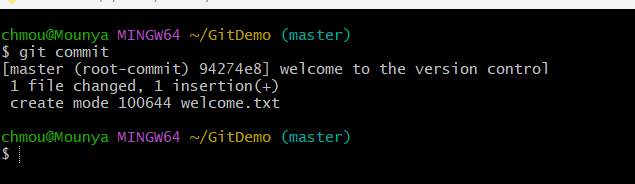 chmou@Mounya MINGW64 ~/GitDemo (master)
$ git commit
[master (root-commit) 94274e8] welcome to the version control
 1 file changed, 1 insertion(+)
 create mode 100644 welcome.txt
chmou@Mounya MINGW64 ~/GitDemo (master)
$